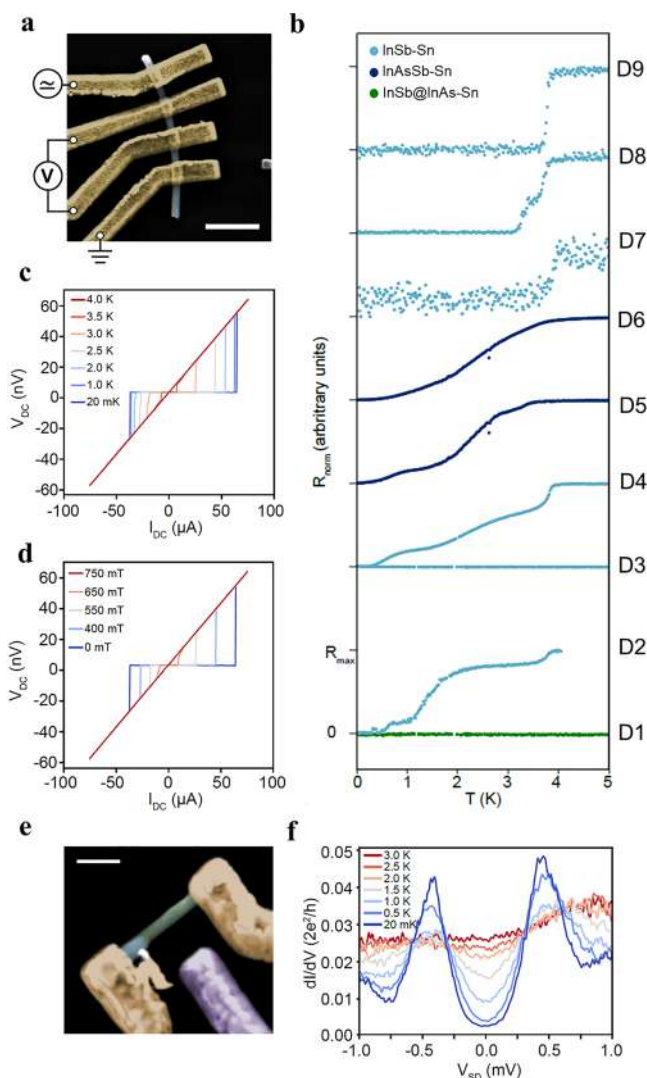 a
V
b
InSb-Sn
InAsSb-Sn
InSb@InAs-Sn
D9
D8
D7
D6
D5
D4
D3
D2
D1
R_norm (arbritrary units)
R_max
0
0 1 2 3 4 5
T (K)
c
4.0 K
3.5 K
3.0 K
2.5 K
2.0 K
1.0 K
20 mK
V_DC (nV)
60
40
20
0
-20
-40
-60
-100 -50 0 50 100
I_DC (µA)
d
750 mT
650 mT
550 mT
400 mT
0 mT
V_DC (nV)
60
40
20
0
-20
-40
-60
-100 -50 0 50 100
I_DC (µA)
e
f
3.0 K
2.5 K
2.0 K
1.5 K
1.0 K
0.5 K
20 mK
dI/dV (2e²/h)
0.05
0.04
0.03
0.02
0.01
0.00
-1.0 -0.5 0.0 0.5 1.0
V_SD (mV)